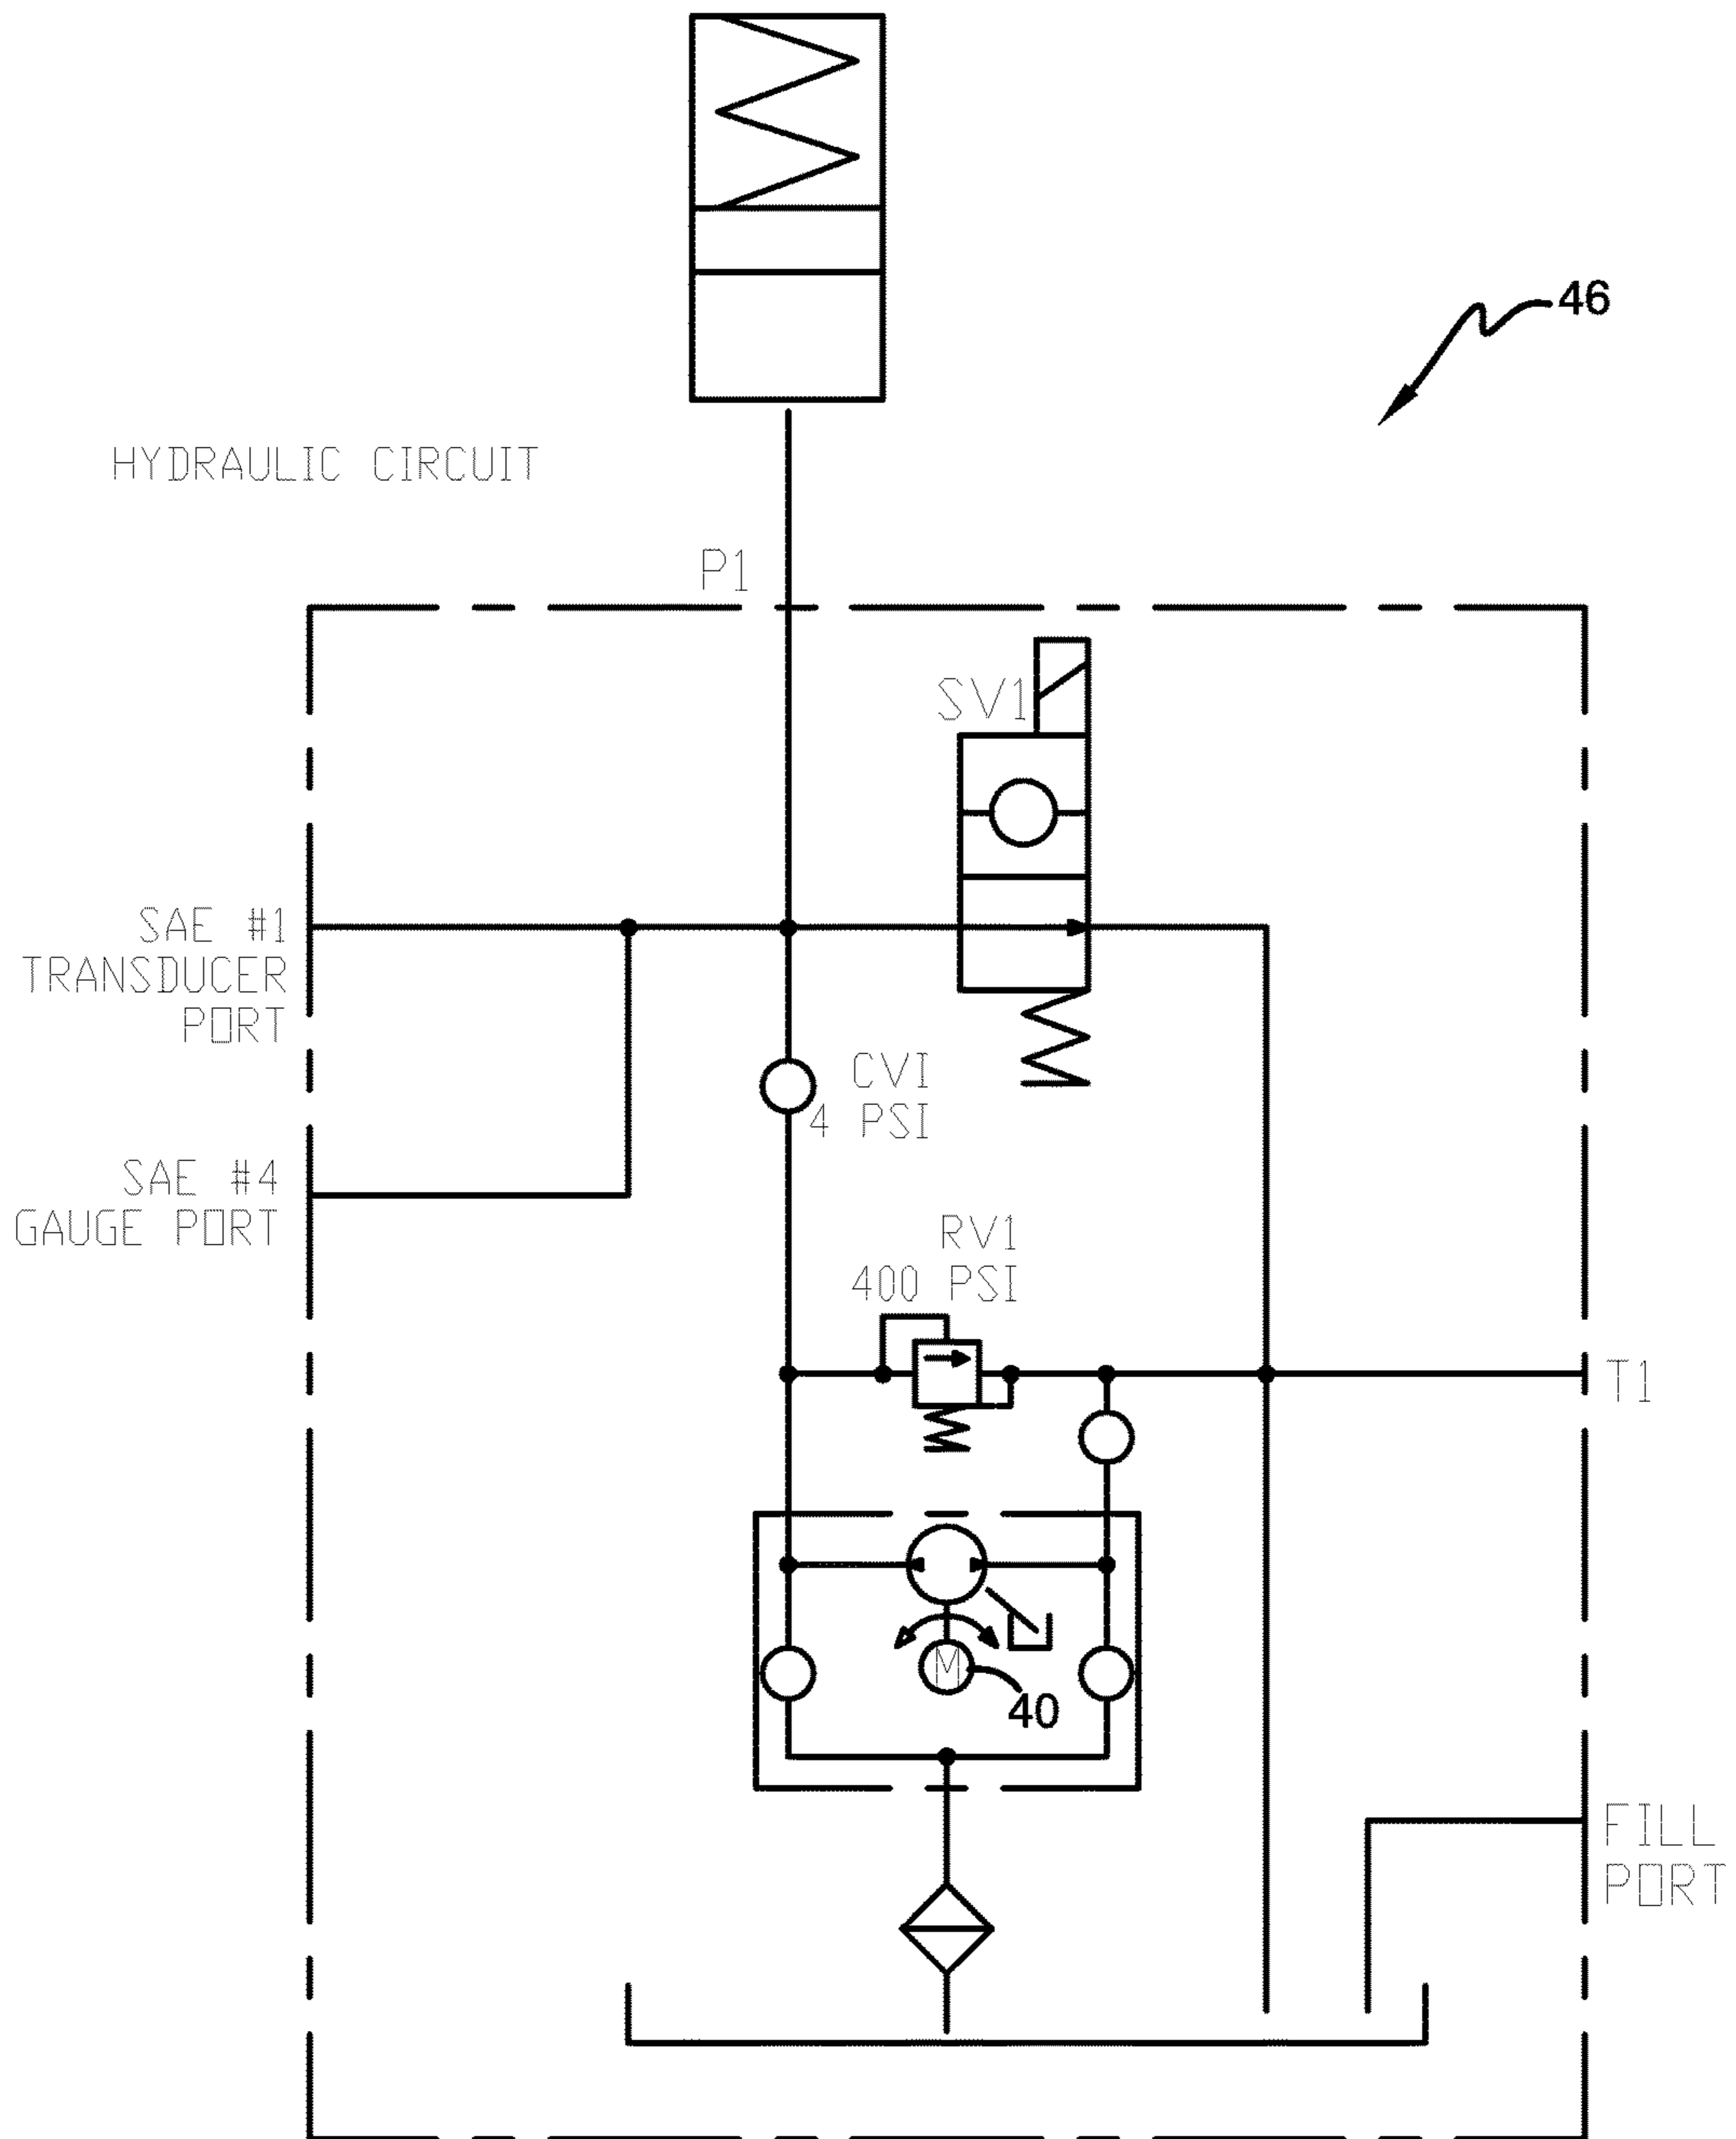 46
HYDRAULIC CIRCUIT
P1
SV1
SAE #1
TRANSDUCER
PORT
CVI
4 PSI
SAE #4
GAUGE PORT
RV1
400 PSI
T1
M
40
FILL
PORT